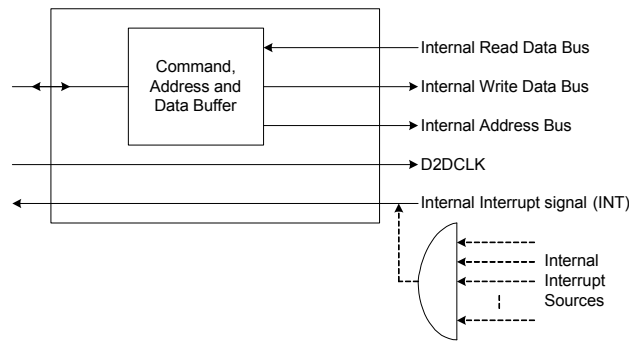 Command,
Address and
Data Buffer
Internal Read Data Bus
Internal Write Data Bus
Internal Address Bus
D2DCLK
Internal Interrupt signal (INT)
Internal
Interrupt
Sources